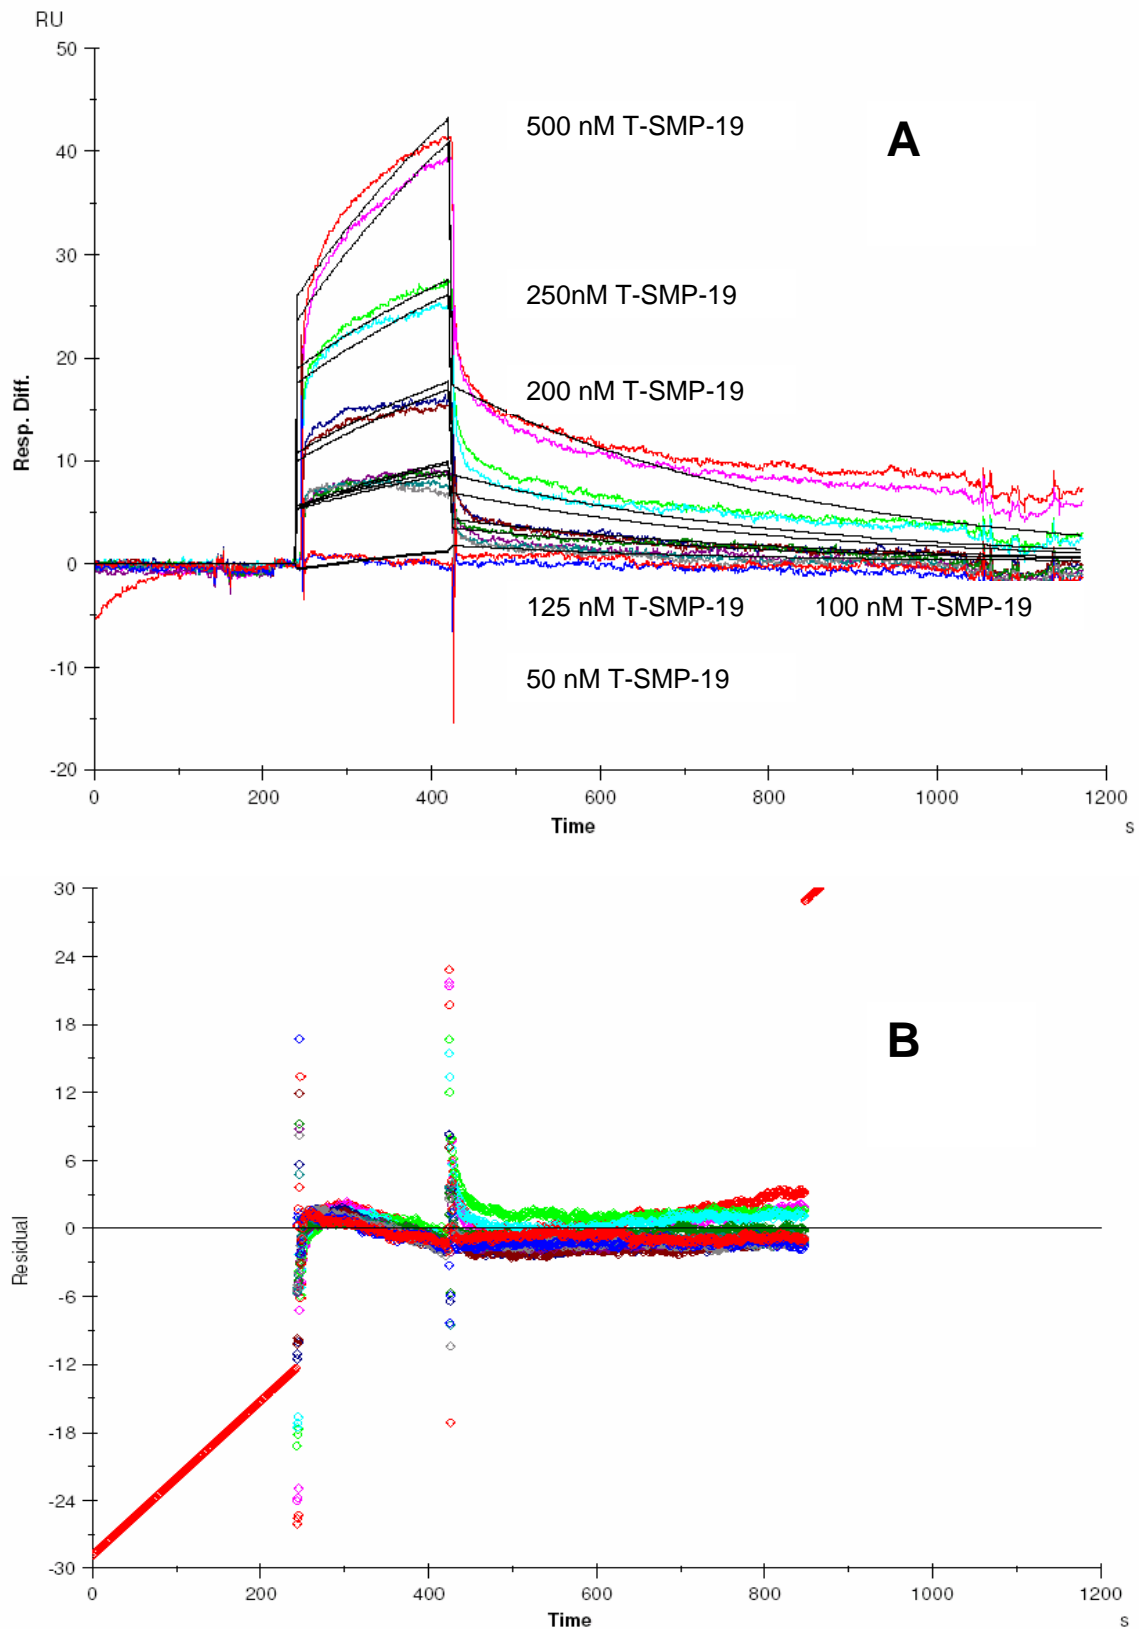 RU
50
500 nM T-SMP-19
A
40
30
250nM T-SMP-19
20
200 nM T-SMP-19
Resp. Diff.
10
0
125 nM T-SMP-19 100 nM T-SMP-19
-10
50 nM T-SMP-19
-20
0 200 400 600 800 1000 1200
Time s
30
24
18
B
12
6
0
Residual
-6
-12
-18
-24
-30
0 200 400 600 800 1000 1200
Time s